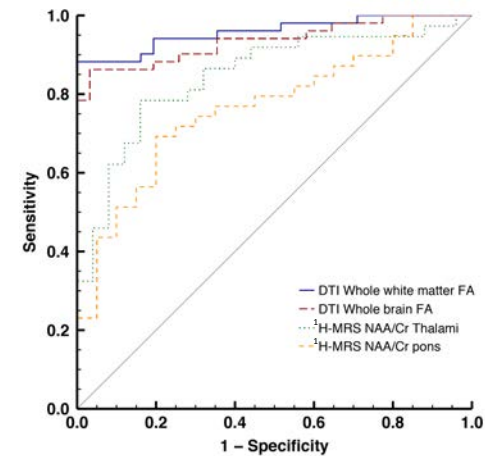 1.0
0.8
0.6
0.4
0.2
0.0
Sensitivity
DTI Whole white matter FA
DTI Whole brain FA
1H-MRS NAA/Cr Thalami
1H-MRS NAA/Cr pons
0.0 0.2 0.4 0.6 0.8 1.0
1 – Specificity